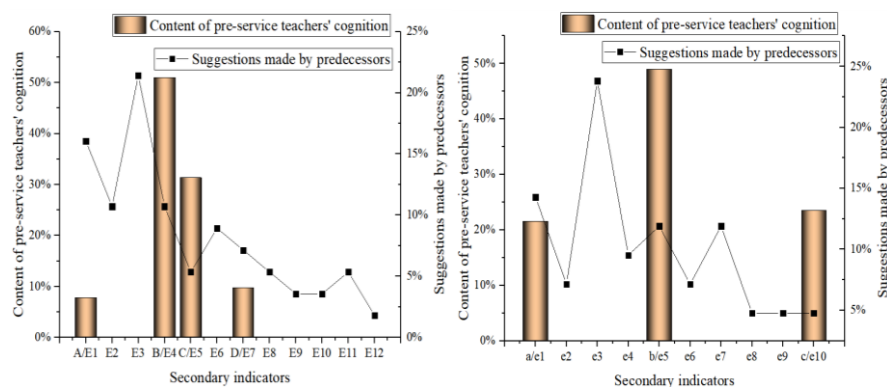 Content of pre-service teachers' cognition
Suggestions made by predecessors
Content of pre-service teachers' cognition
60%
50%
40%
30%
20%
10%
0%
25%
20%
15%
10%
5%
0%
Suggestions made by predecessors
A/E1 E2 E3 B/E4 C/E5 E6 D/E7 E8 E9 E10 E11 E12
Secondary indicators
Content of pre-service teachers' cognition
Suggestions made by predecessors
Content of pre-service teachers' cognition
50%
40%
30%
20%
10%
0%
25%
20%
15%
10%
5%
Suggestions made by predecessors
a/e1 e2 e3 e4 b/e5 e6 e7 e8 e9 c/e10
Secondary indicators